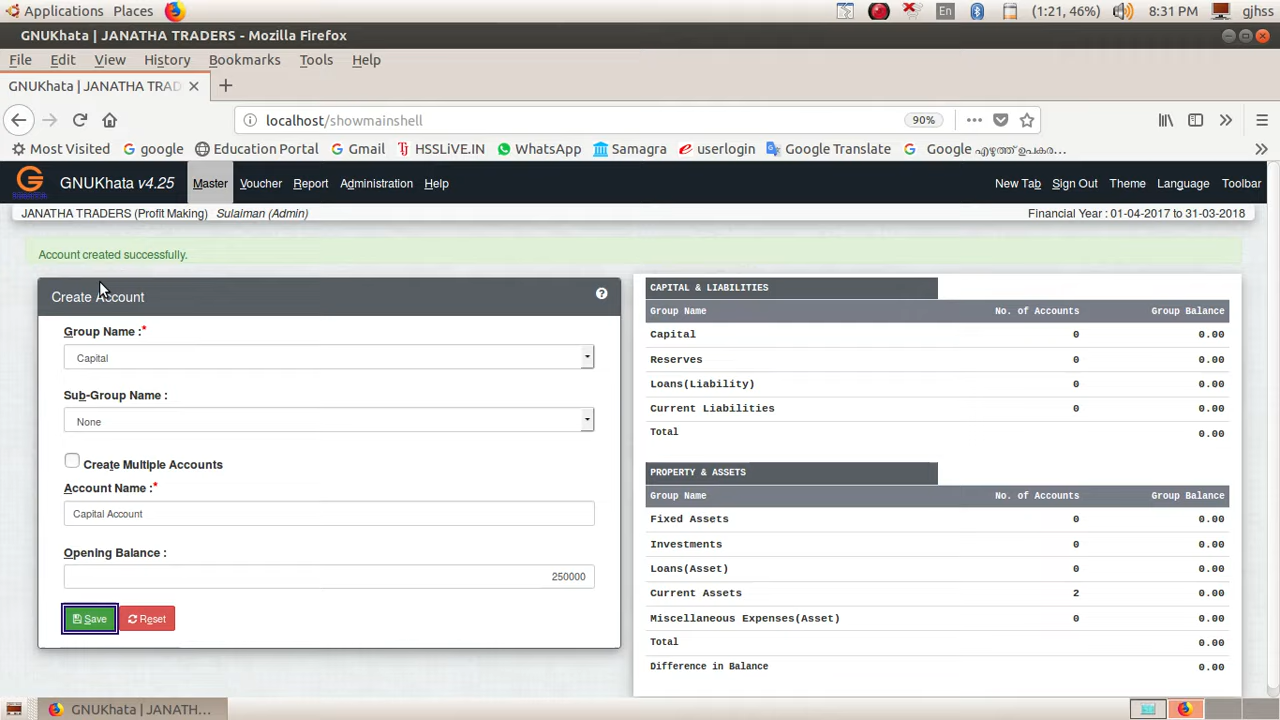 Applications Places En (1:21, 46%) 8:31 PM gjhss
GNUKhata | JANATHA TRADERS - Mozilla Firefox
File Edit View History Bookmarks Tools Help
GNUKhata | JANATHA TRAD
localhost/showmainshell 90%
Most Visited google Education Portal Gmail HSSLiVE.IN WhatsApp Samagra userlogin Google Translate Google എഴുത്ത് ഉപകര...
GNUKhata v4.25 Master Voucher Report Administration Help New Tab Sign Out Theme Language Toolbar
JANATHA TRADERS (Profit Making) Sulaiman (Admin) Financial Year : 01-04-2017 to 31-03-2018
Account created successfully.
Create Account
Group Name :*
Capital
Sub-Group Name :
None
Create Multiple Accounts
Account Name :*
Capital Account
Opening Balance :
250000
Save Reset
CAPITAL & LIABILITIES
Group Name No. of Accounts Group Balance
Capital 0 0.00
Reserves 0 0.00
Loans(Liability) 0 0.00
Current Liabilities 0 0.00
Total 0.00
PROPERTY & ASSETS
Group Name No. of Accounts Group Balance
Fixed Assets 0 0.00
Investments 0 0.00
Loans(Asset) 0 0.00
Current Assets 2 0.00
Miscellaneous Expenses(Asset) 0 0.00
Total 0.00
Difference in Balance 0.00
GNUKhata | JANATH...